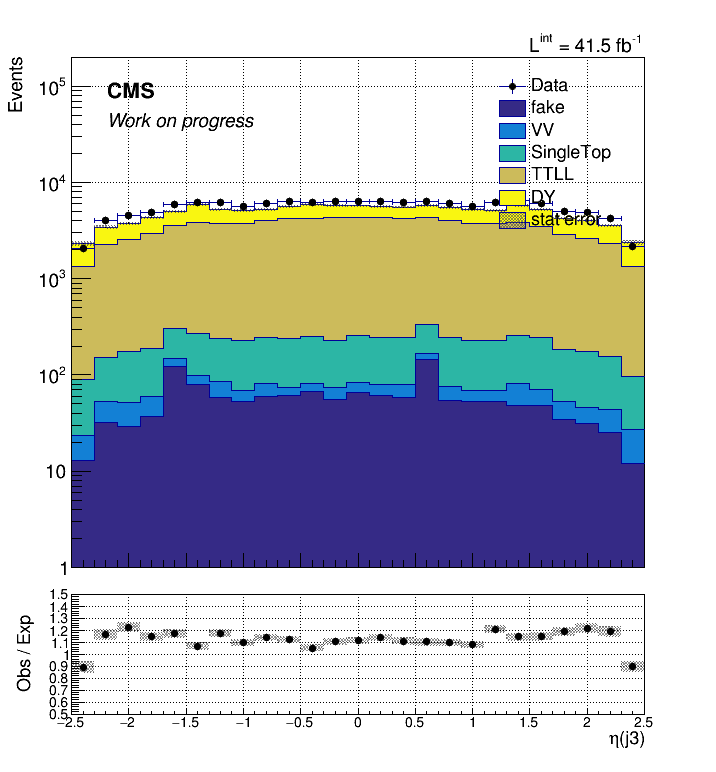 L^int = 41.5 fb^-1
Events
CMS
Work on progress
Data
fake
VV
SingleTop
TTLL
DY
stat error
10^5
10^4
10^3
10^2
10
1
Obs / Exp
1.5
1.4
1.3
1.2
1.1
1
0.9
0.8
0.7
0.6
0.5
−2.5 −2 −1.5 −1 −0.5 0 0.5 1 1.5 2 2.5
η(j3)